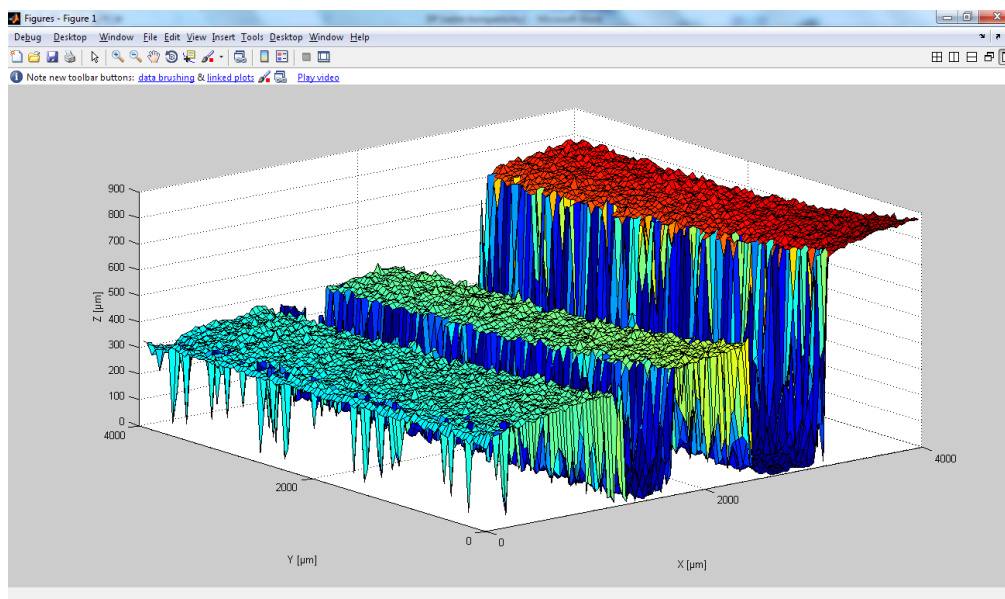 Figures - Figure 1
Debug Desktop Window File Edit View Insert Tools Desktop Window Help
Note new toolbar buttons: data brushing & linked plots Play video
900
800
700
600
500
400
300
200
100
0
Z [µm]
4000
2000
0
Y [µm]
0
2000
4000
X [µm]